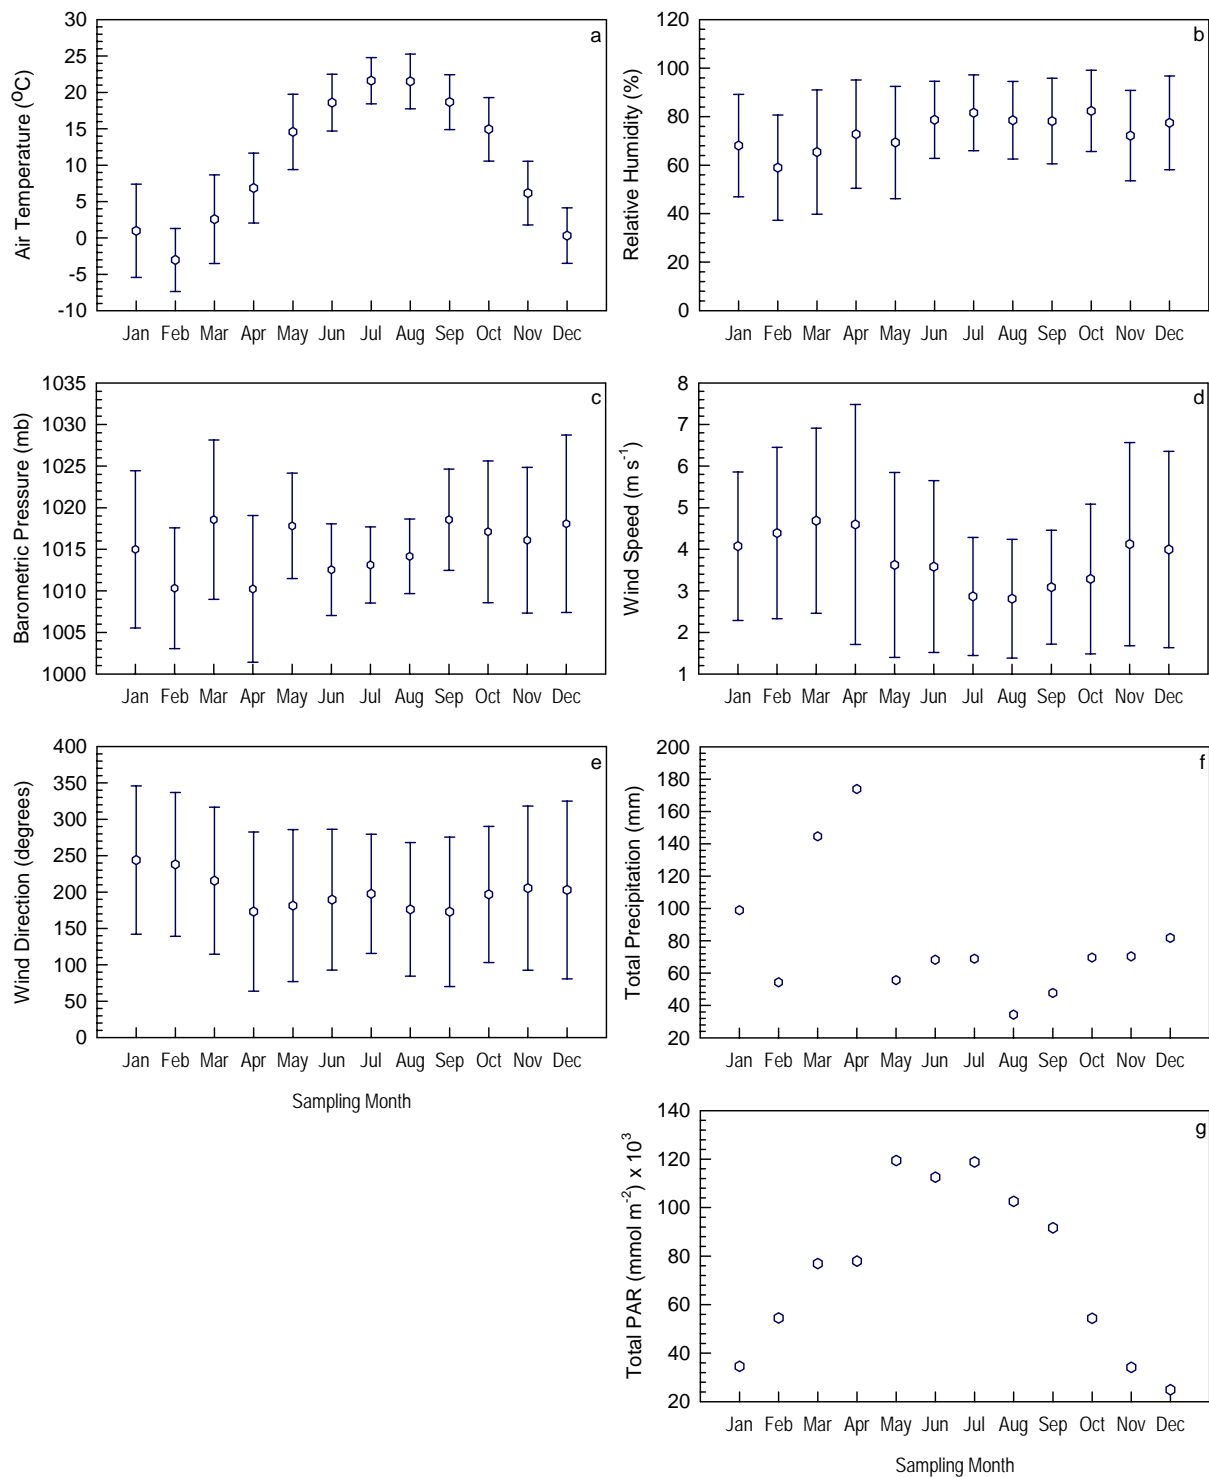 a
Air Temperature (ºC)
30
25
20
15
10
5
0
-5
-10
Jan Feb Mar Apr May Jun Jul Aug Sep Oct Nov Dec
b
Relative Humidity (%)
120
100
80
60
40
20
0
Jan Feb Mar Apr May Jun Jul Aug Sep Oct Nov Dec
c
Barometric Pressure (mb)
1035
1030
1025
1020
1015
1010
1005
1000
Jan Feb Mar Apr May Jun Jul Aug Sep Oct Nov Dec
d
Wind Speed (m s⁻¹)
8
7
6
5
4
3
2
1
Jan Feb Mar Apr May Jun Jul Aug Sep Oct Nov Dec
e
Wind Direction (degrees)
400
350
300
250
200
150
100
50
0
Jan Feb Mar Apr May Jun Jul Aug Sep Oct Nov Dec
Sampling Month
f
Total Precipitation (mm)
200
180
160
140
120
100
80
60
40
20
Jan Feb Mar Apr May Jun Jul Aug Sep Oct Nov Dec
g
Total PAR (mmol m⁻²) x 10³
140
120
100
80
60
40
20
Jan Feb Mar Apr May Jun Jul Aug Sep Oct Nov Dec
Sampling Month